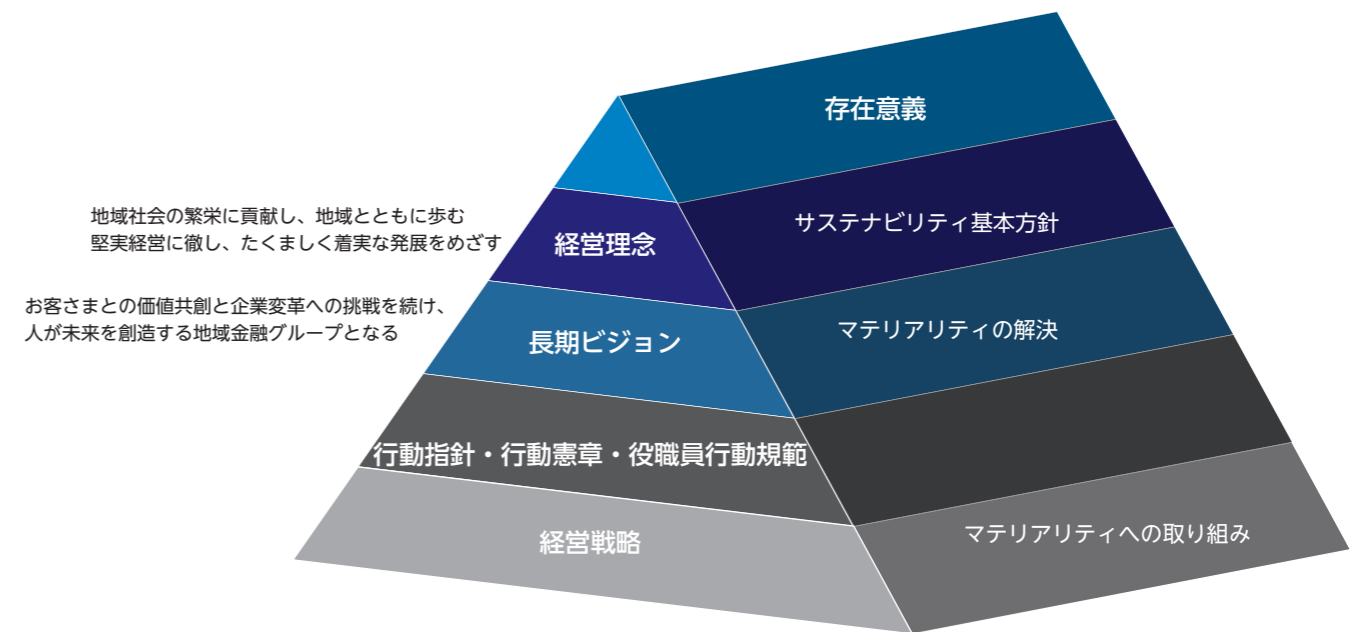 存在意義
地域社会の繁栄に貢献し、地域とともに歩む
堅実経営に徹し、たくましく着実な発展をめざす
経営理念
サステナビリティ基本方針
お客さまとの価値共創と企業変革への挑戦を続け、
人が未来を創造する地域金融グループとなる
長期ビジョン
マテリアリティの解決
行動指針・行動憲章・役職員行動規範
経営戦略
マテリアリティへの取り組み